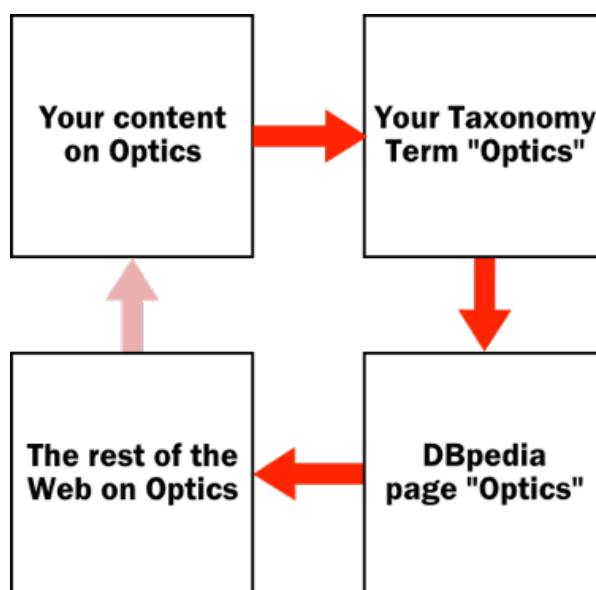 Your content
on Optics
Your Taxonomy
Term "Optics"
The rest of the
Web on Optics
DBpedia
page "Optics"